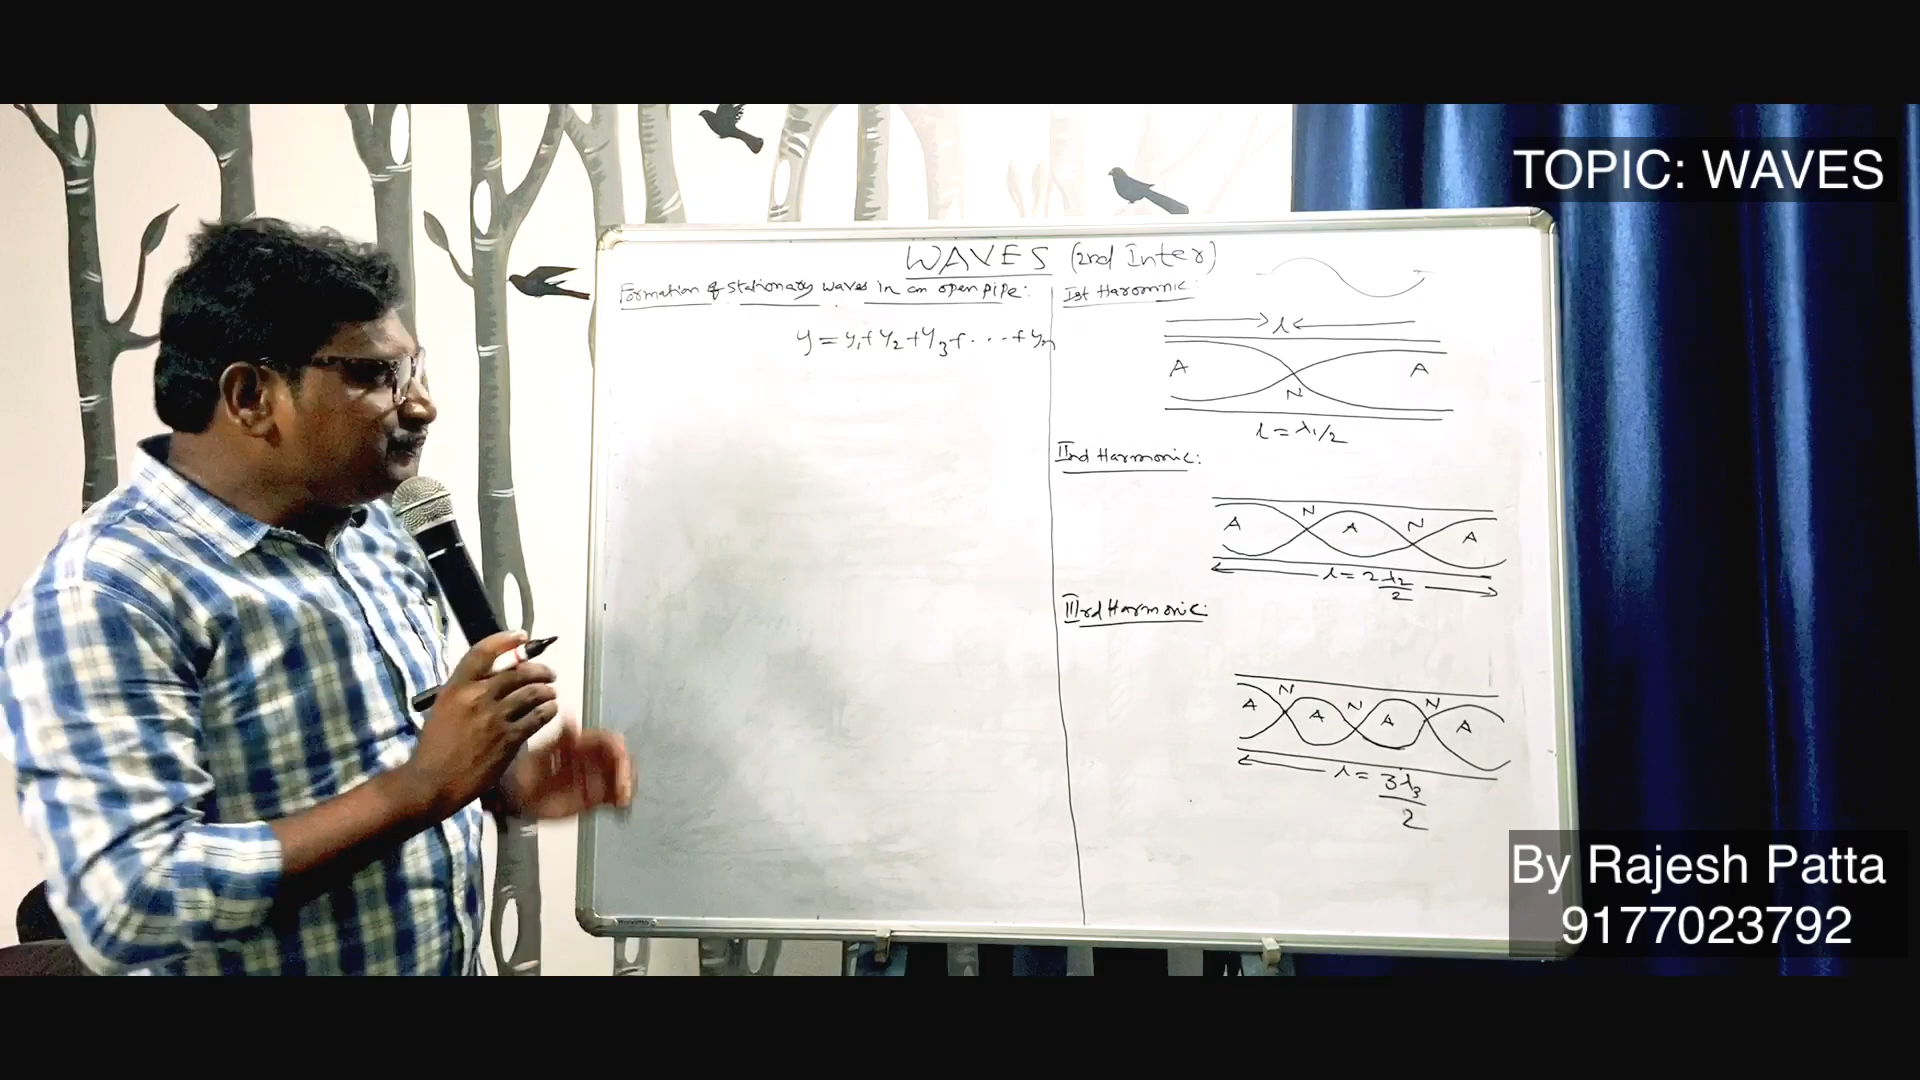 TOPIC: WAVES
WAVES (2nd Inter)
Formation of stationary waves in an open pipe:
y = y₁ + y₂ + y₃ + . . . + yₙ
Ist Haromnic:
l
A A
N
l = λ₁/2
IInd Harmonic:
A N A N A
l = 2λ₂/2
IIIrd Harmonic:
A N A N A N A
l = 3λ₃/2
By Rajesh Patta
9177023792